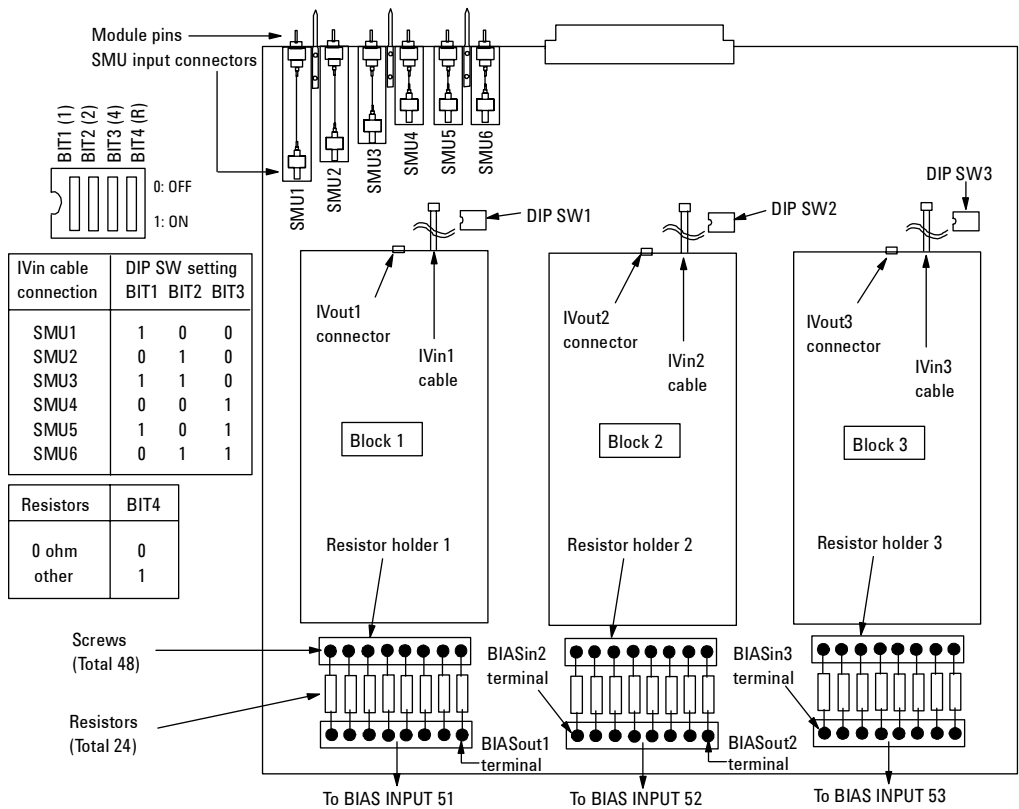 Module pins
SMU input connectors
BIT1 (1)
BIT2 (2)
BIT3 (4)
BIT4 (R)
0: OFF
1: ON
SMU1
SMU2
SMU3
SMU4
SMU5
SMU6
DIP SW1
DIP SW2
DIP SW3
IVin cable connection | DIP SW setting
BIT1 BIT2 BIT3
SMU1 1 0 0
SMU2 0 1 0
SMU3 1 1 0
SMU4 0 0 1
SMU5 1 0 1
SMU6 0 1 1
Resistors BIT4
0 ohm 0
other 1
IVout1
connector
IVin1
cable
Block 1
Resistor holder 1
IVout2
connector
IVin2
cable
Block 2
Resistor holder 2
IVout3
connector
IVin3
cable
Block 3
Resistor holder 3
Screws
(Total 48)
Resistors
(Total 24)
BIASin2
terminal
BIASin3
terminal
BIASout1
terminal
BIASout2
terminal
To BIAS INPUT 51
To BIAS INPUT 52
To BIAS INPUT 53